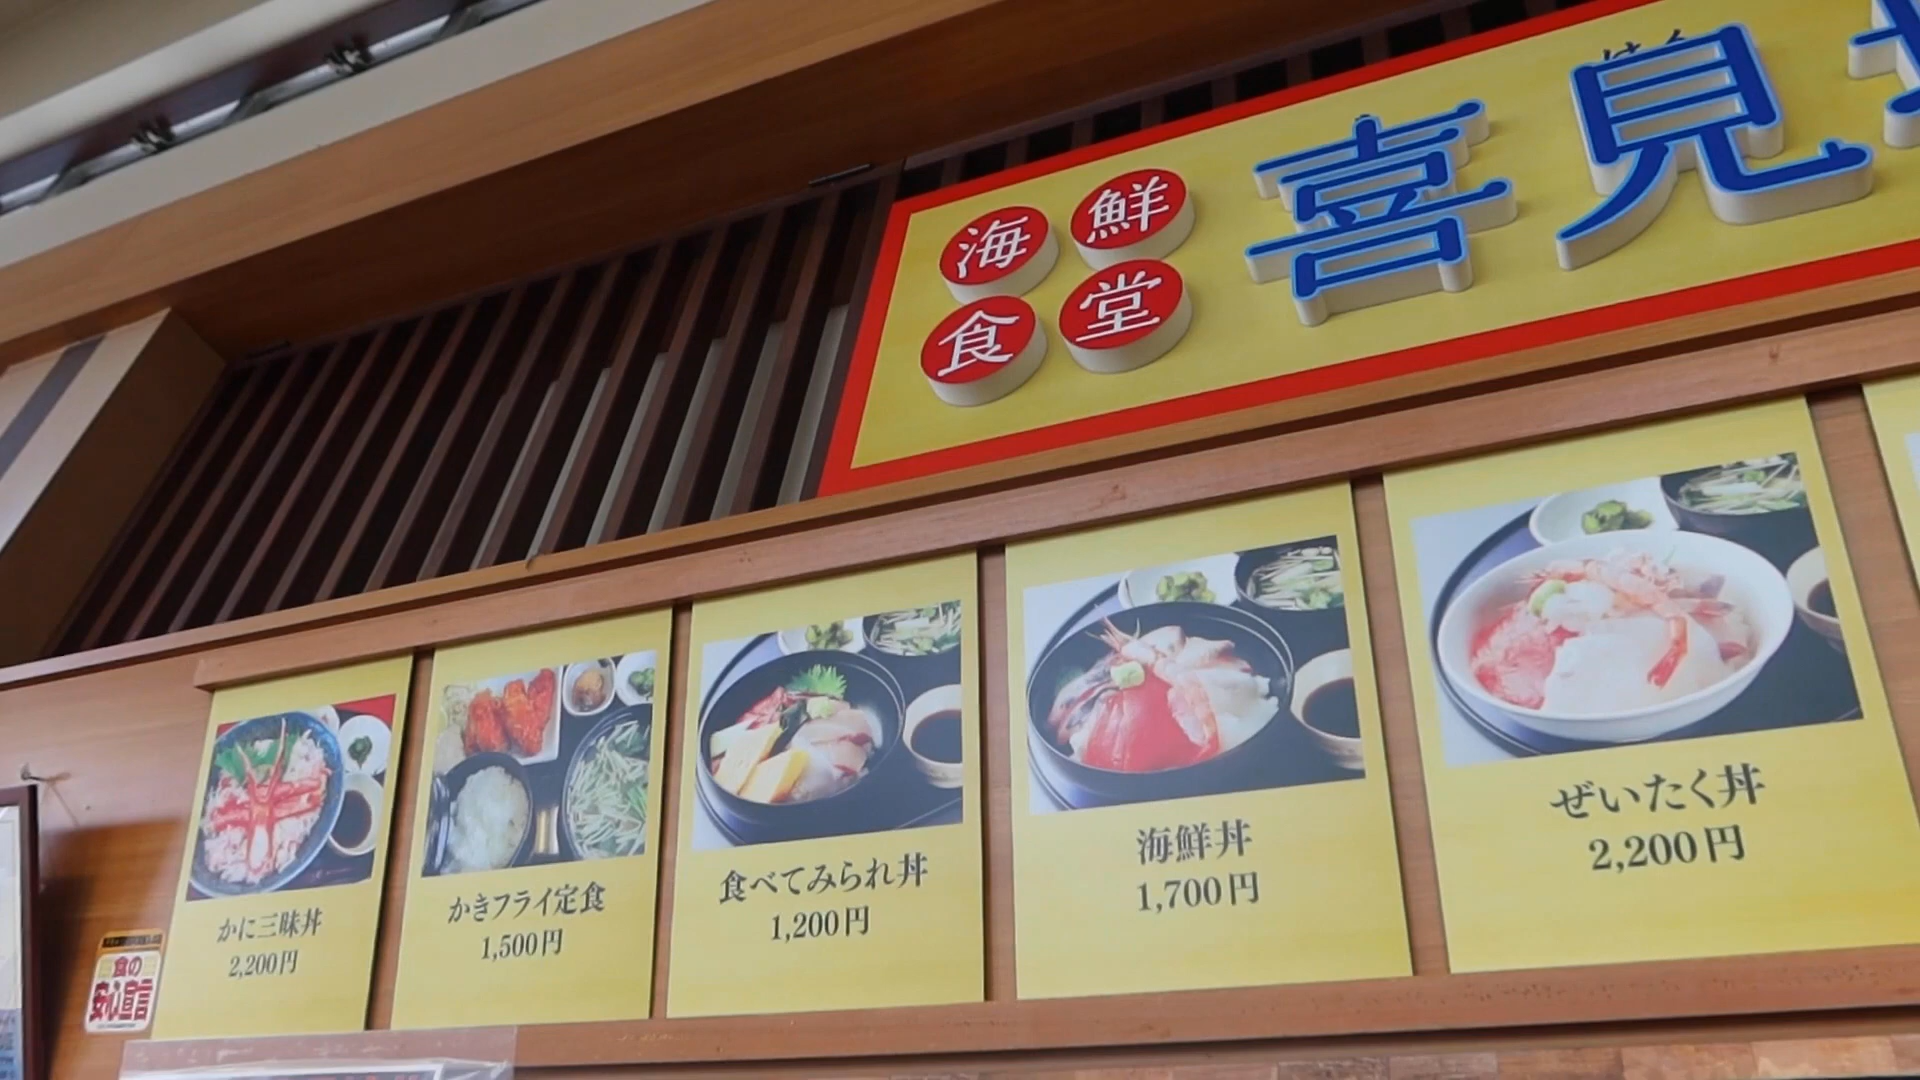 海鮮
食堂
喜見
かに三昧丼
2,200円
かきフライ定食
1,500円
食べてみられ丼
1,200円
海鮮丼
1,700円
ぜいたく丼
2,200円
食の
安心宣言